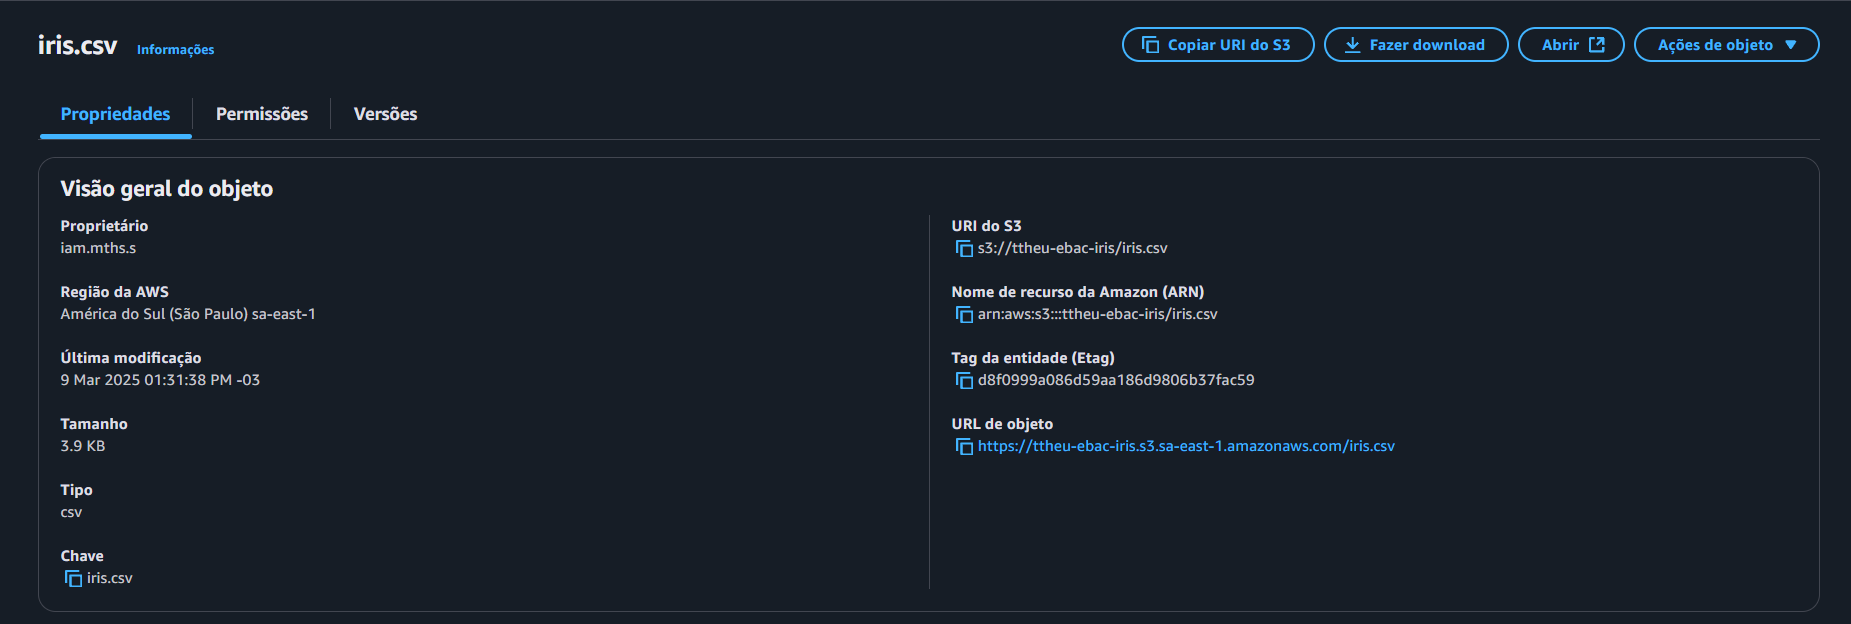 iris.csv Informações
Copiar URI do S3 Fazer download Abrir Ações de objeto
Propriedades Permissões Versões
Visão geral do objeto
Proprietário
iam.mths.s
Região da AWS
América do Sul (São Paulo) sa-east-1
Última modificação
9 Mar 2025 01:31:38 PM -03
Tamanho
3.9 KB
Tipo
csv
Chave
iris.csv
URI do S3
s3://ttheu-ebac-iris/iris.csv
Nome de recurso da Amazon (ARN)
arn:aws:s3:::ttheu-ebac-iris/iris.csv
Tag da entidade (Etag)
d8f0999a086d59aa186d9806b37fac59
URL de objeto
https://ttheu-ebac-iris.s3.sa-east-1.amazonaws.com/iris.csv